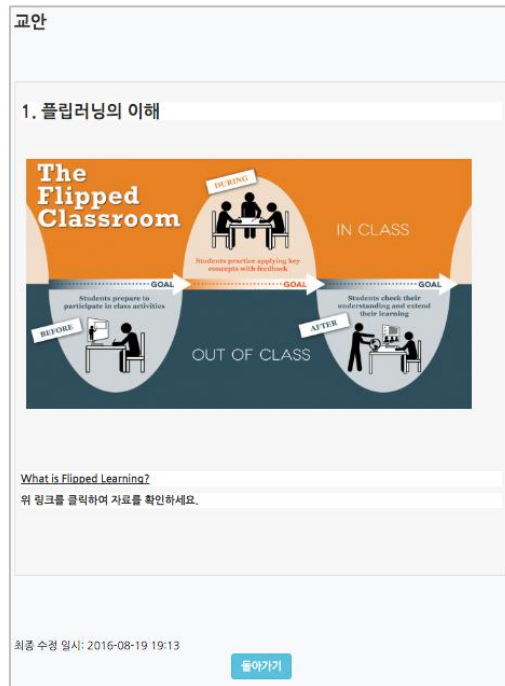 교안
1. 플립러닝의 이해
The
Flipped
Classroom
DURING
IN CLASS
Students practice applying key
concepts with feedback
GOAL
GOAL
GOAL
Students prepare to
participate in class activities
Students check their
understanding and extend
their learning
BEFORE
AFTER
OUT OF CLASS
What is Flipped Learning?
위 링크를 클릭하여 자료를 확인하세요.
최종 수정 일시: 2016-08-19 19:13
돌아가기